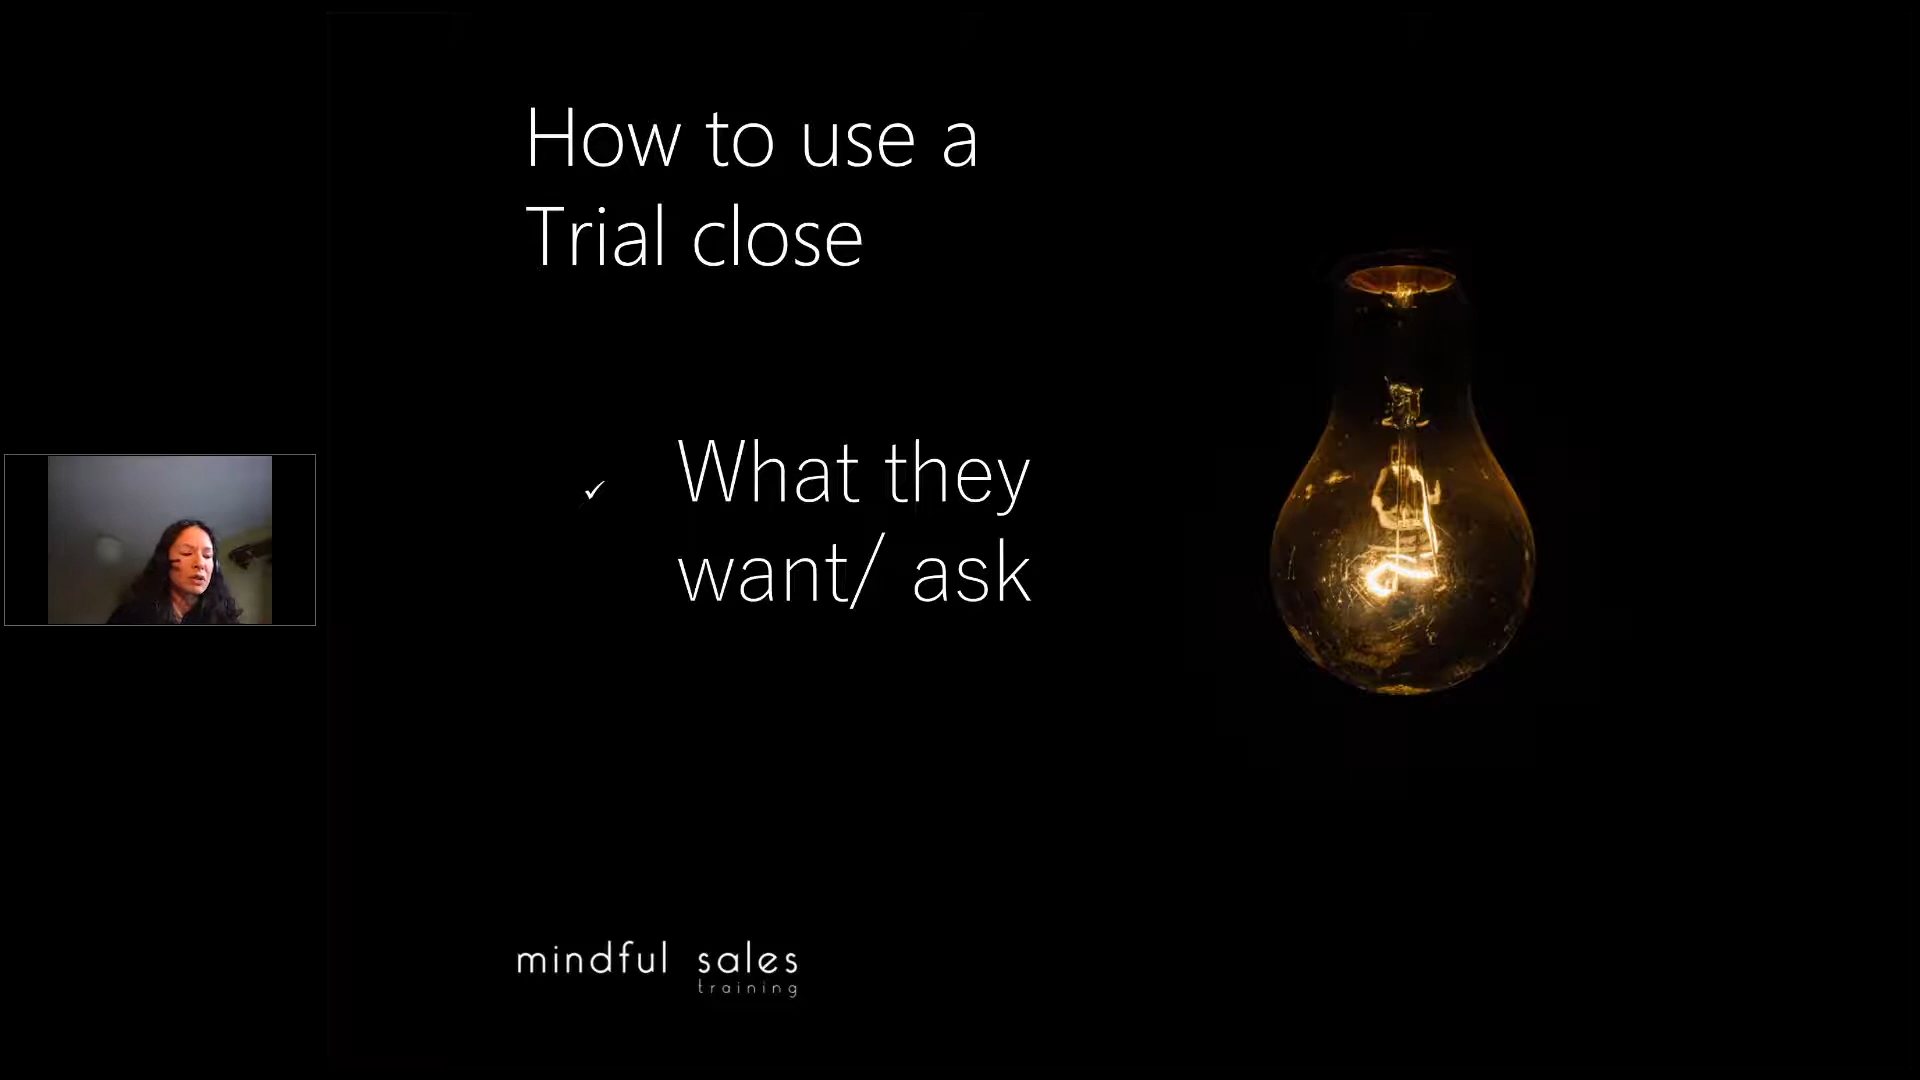 How to use a
Trial close
✓ What they
want/ ask
mindful sales
training